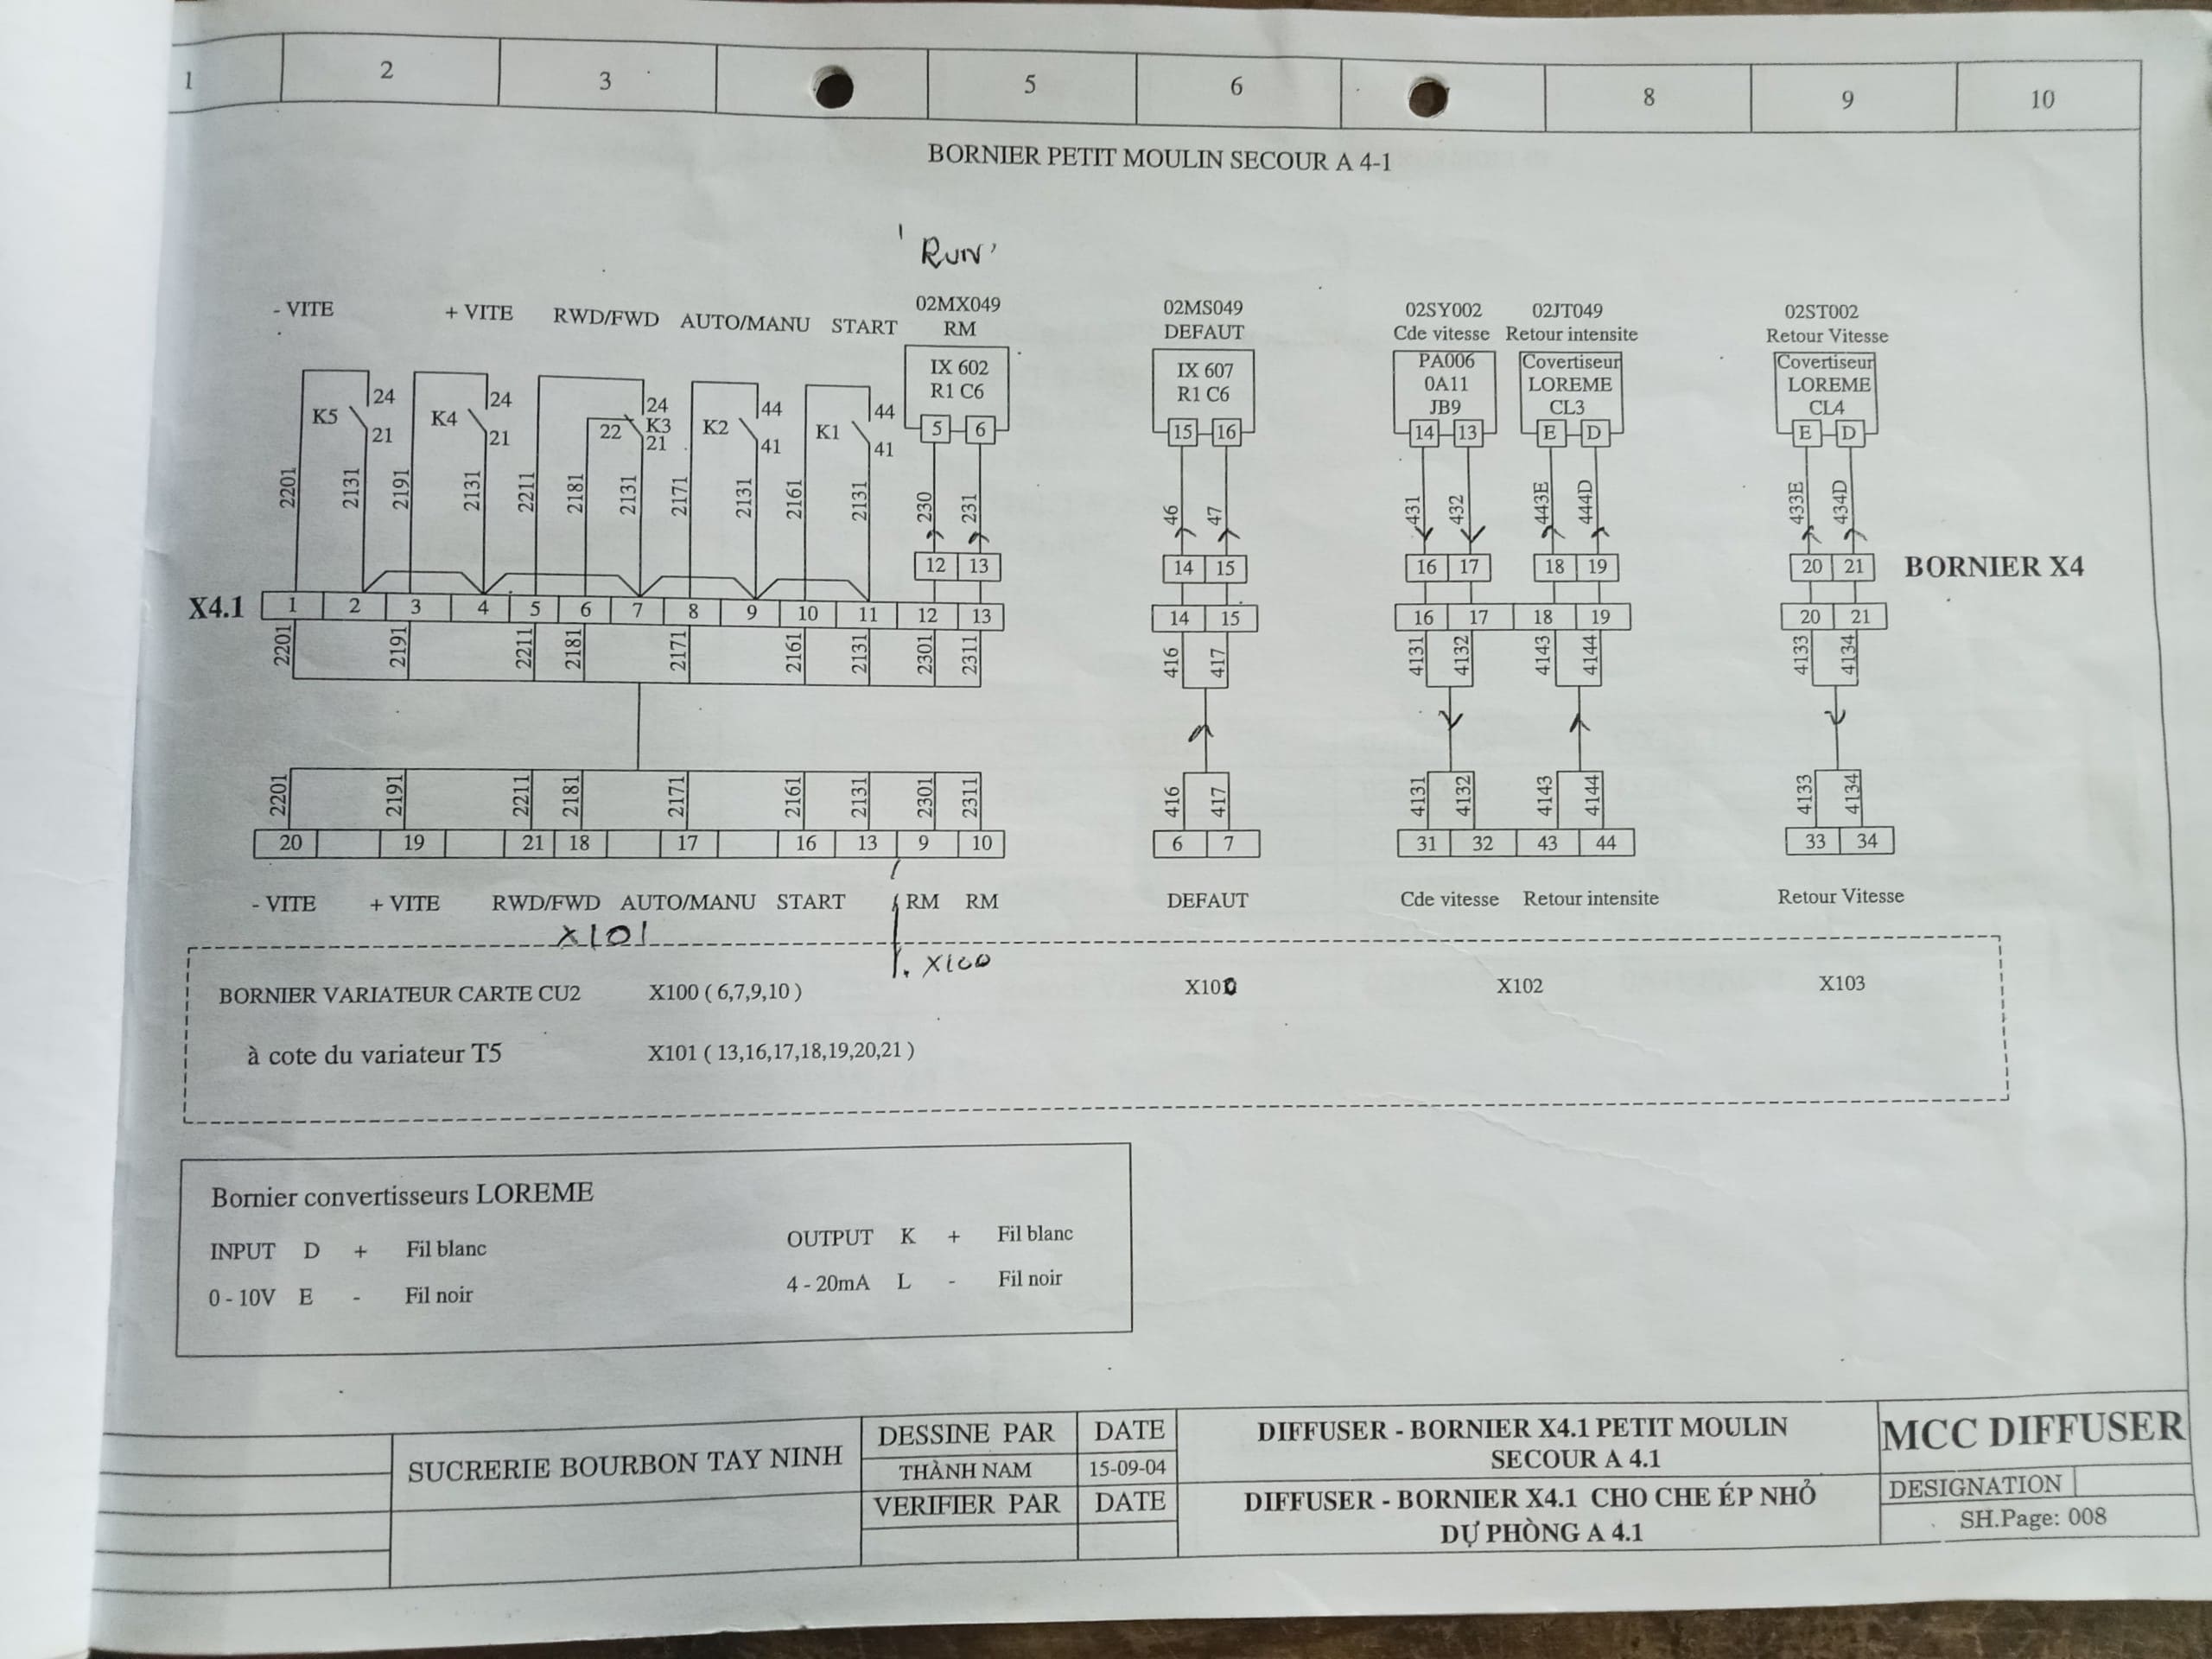 1 2 3 5 6 8 9 10
BORNIER PETIT MOULIN SECOUR A 4-1
'RUN'
- VITE + VITE RWD/FWD AUTO/MANU START
02MX049 02MS049 02SY002 02JT049 02ST002
RM DEFAUT Cde vitesse Retour intensite Retour Vitesse
IX 602 IX 607 PA006 Covertiseur Covertiseur
R1 C6 R1 C6 0A11 LOREME LOREME
JB9 CL3 CL4
K5 24 21 K4 24 21 22 24 K3 21 K2 44 41 K1 44 41
5 6 15 16 14 13 E D E D
2201 2131 2191 2131 2211 2181 2131 2171 2131 2161 2131 230 231 46 47 431 432 443E 444D 433E 434D
12 13 14 15 16 17 18 19 20 21 BORNIER X4
X4.1 1 2 3 4 5 6 7 8 9 10 11 12 13 14 15 16 17 18 19 20 21
2201 2191 2211 2181 2171 2161 2131 2301 2311 416 417 4131 4132 4143 4144 4133 4134
2201 2191 2211 2181 2171 2161 2131 2301 2311 416 417 4131 4132 4143 4144 4133 4134
20 19 21 18 17 16 13 9 10 6 7 31 32 43 44 33 34
- VITE + VITE RWD/FWD AUTO/MANU START RM RM DEFAUT Cde vitesse Retour intensite Retour Vitesse
X101
X100
BORNIER VARIATEUR CARTE CU2 X100 ( 6,7,9,10 ) X100 X102 X103
à cote du variateur T5 X101 ( 13,16,17,18,19,20,21 )
Bornier convertisseurs LOREME
INPUT D + Fil blanc OUTPUT K + Fil blanc
0 - 10V E - Fil noir 4 - 20mA L - Fil noir
SUCRERIE BOURBON TAY NINH
DESSINE PAR DATE
THÀNH NAM 15-09-04
VERIFIER PAR DATE
DIFFUSER - BORNIER X4.1 PETIT MOULIN
SECOUR A 4.1
DIFFUSER - BORNIER X4.1 CHO CHE ÉP NHỎ
DỰ PHÒNG A 4.1
MCC DIFFUSER
DESIGNATION
SH.Page: 008